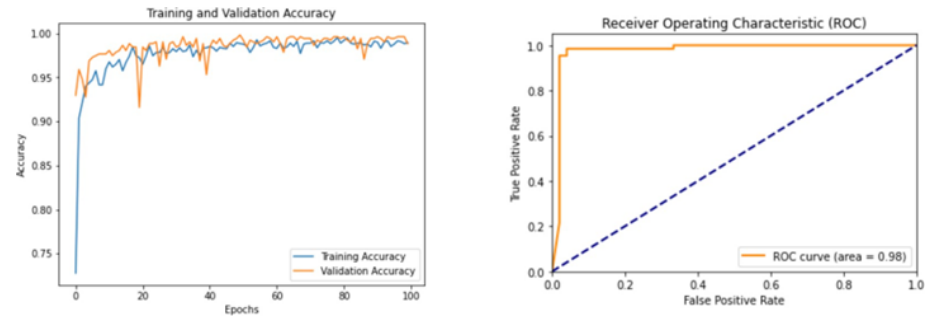 Training and Validation Accuracy
1.00
0.95
0.90
0.85
0.80
0.75
Accuracy
0
20
40
60
80
100
Epochs
Training Accuracy
Validation Accuracy
Receiver Operating Characteristic (ROC)
1.0
0.8
0.6
0.4
0.2
0.0
True Positive Rate
0.0
0.2
0.4
0.6
0.8
1.0
False Positive Rate
ROC curve (area = 0.98)